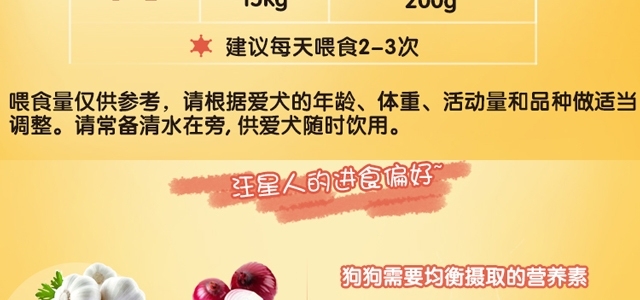 15kg 200g
建议每天喂食2-3次
喂食量仅供参考，请根据爱犬的年龄、体重、活动量和品种做适当
调整。请常备清水在旁,供爱犬随时饮用。
汪星人的进食偏好~
狗狗需要均衡摄取的营养素